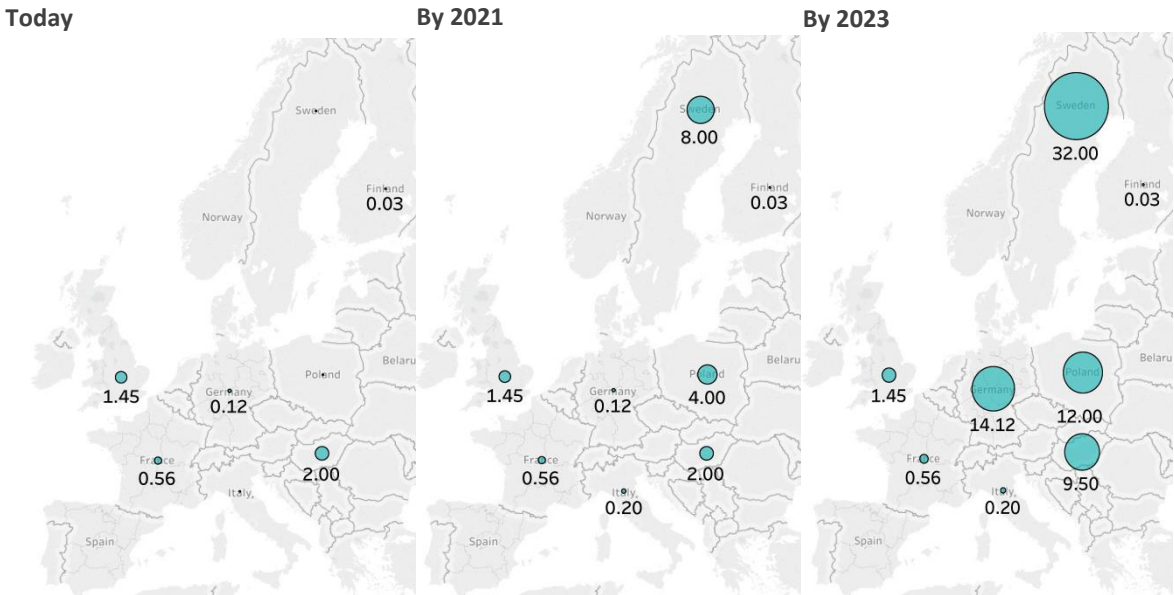 Today
Sweden
Finland
0.03
Norway
1.45
Germany
0.12
Poland
France
0.56
2.00
Italy,
Spain
By 2021
Sweden
8.00
Finland
0.03
Norway
Belaru
1.45
Germany
0.12
Poland
4.00
France
0.56
2.00
Italy,
0.20
Spain
By 2023
Sweden
32.00
Finland
0.03
Norway
Belaru
1.45
Germany
14.12
Poland
12.00
France
0.56
9.50
Italy,
0.20
Spain